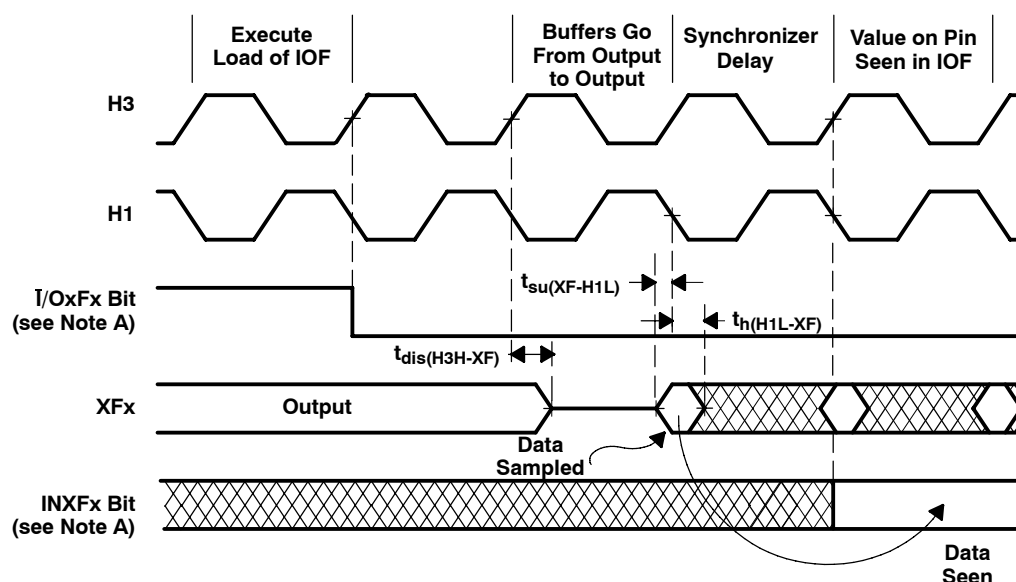 Execute
Load of IOF
Buffers Go
From Output
to Output
Synchronizer
Delay
Value on Pin
Seen in IOF
H3
H1
Ī/OxFx Bit
(see Note A)
tsu(XF-H1L)
th(H1L-XF)
tdis(H3H-XF)
XFx
Output
Data
Sampled
INXFx Bit
(see Note A)
Data
Seen